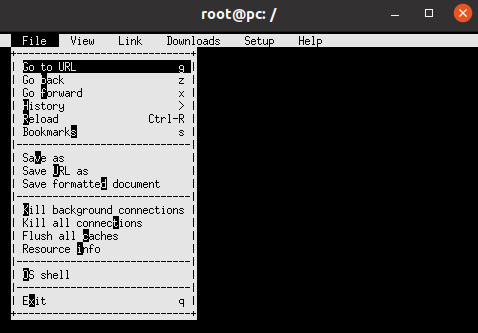 root@pc: /
File View Link Downloads Setup Help
Go to URL g
Go back z
Go forward x
History >
Reload Ctrl-R
Bookmarks s
Save as
Save URL as
Save formatted document
Kill background connections
Kill all connections
Flush all caches
Resource info
OS shell
Exit q